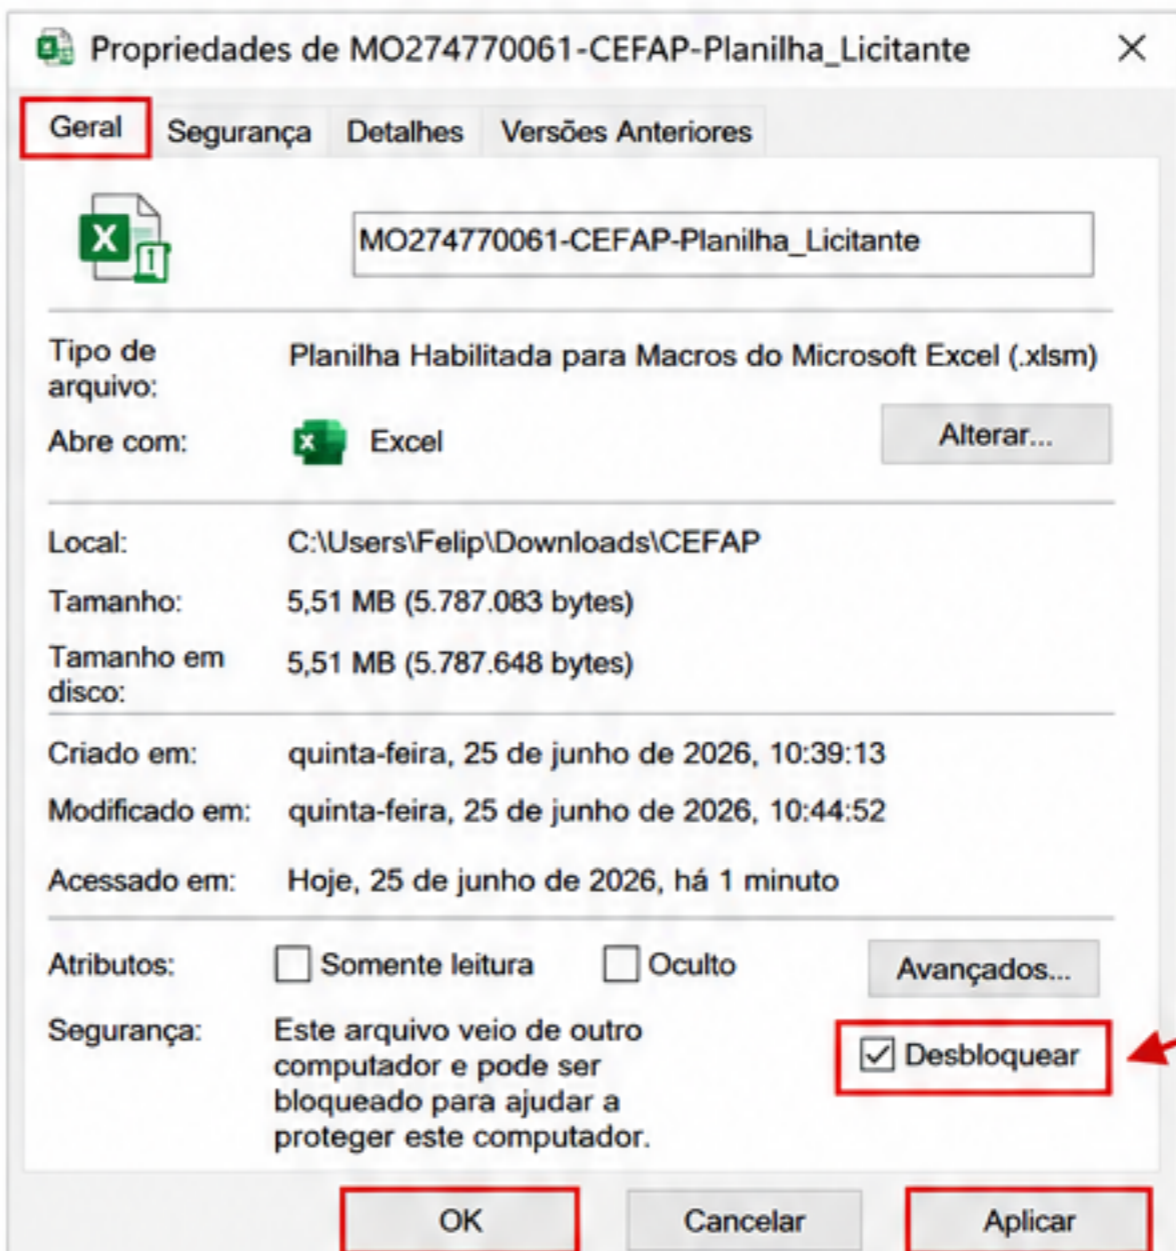 Propriedades de MO274770061-CEFAP-Planilha_Licitante
Geral Segurança Detalhes Versões Anteriores
MO274770061-CEFAP-Planilha_Licitante
Tipo de arquivo: Planilha Habilitada para Macros do Microsoft Excel (.xlsm)
Abre com: Excel Alterar...
Local: C:\Users\Felip\Downloads\CEFAP
Tamanho: 5,51 MB (5.787.083 bytes)
Tamanho em disco: 5,51 MB (5.787.648 bytes)
Criado em: quinta-feira, 25 de junho de 2026, 10:39:13
Modificado em: quinta-feira, 25 de junho de 2026, 10:44:52
Acessado em: Hoje, 25 de junho de 2026, há 1 minuto
Atributos: Somente leitura Oculto Avançados...
Segurança: Este arquivo veio de outro
computador e pode ser
bloqueado para ajudar a
proteger este computador.
Desbloquear
OK Cancelar Aplicar